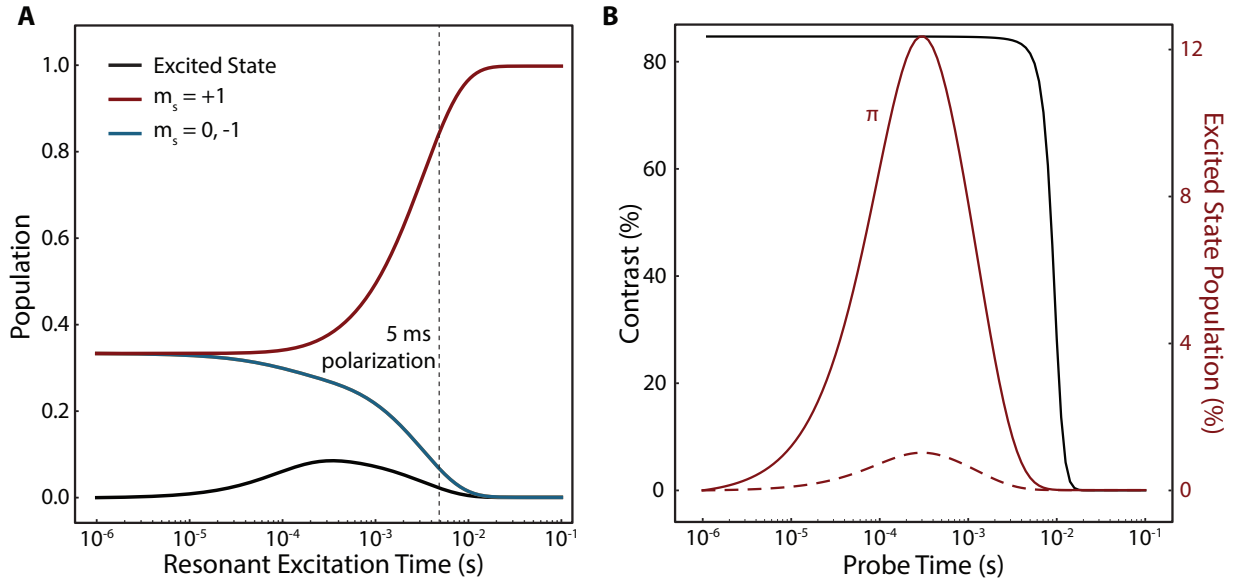 A
Population
1.0
0.8
0.6
0.4
0.2
0.0
Excited State
m_s = +1
m_s = 0, -1
5 ms
polarization
10^-6
10^-5
10^-4
10^-3
10^-2
10^-1
Resonant Excitation Time (s)
B
Contrast (%)
80
60
40
20
0
π
12
8
4
0
Excited State
Population (%)
10^-6
10^-5
10^-4
10^-3
10^-2
10^-1
Probe Time (s)